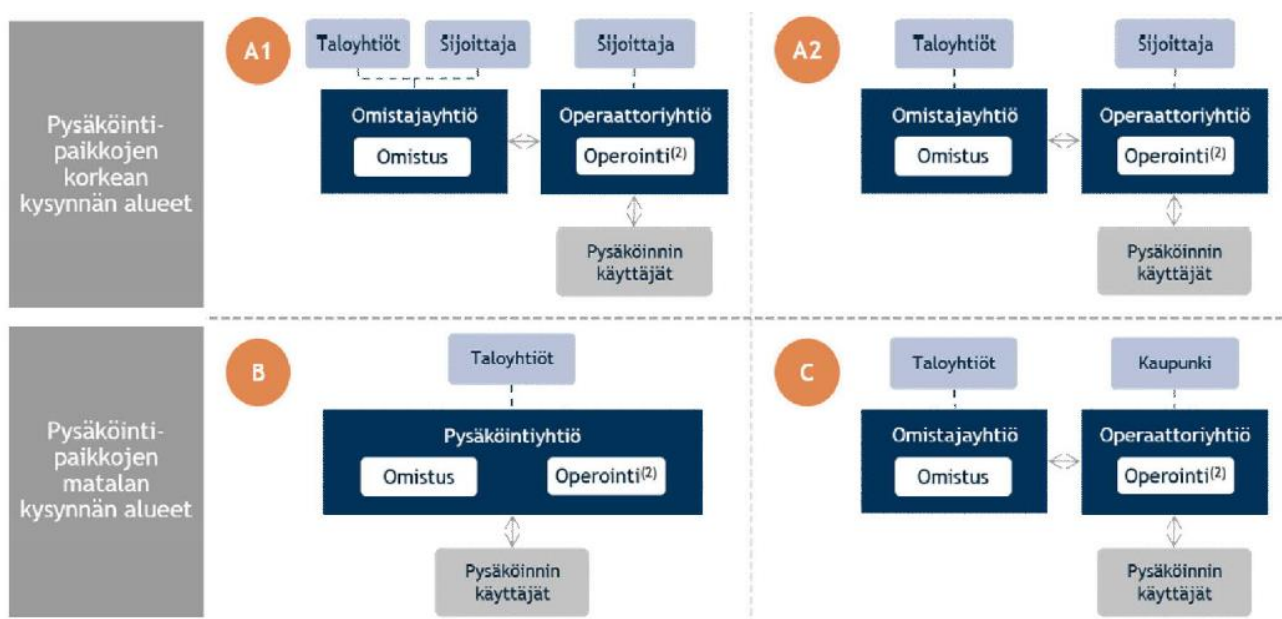 Pysäköinti-
paikkojen
korkean
kysynnän alueet
A1
Taloyhtiöt
Sijoittaja
Sijoittaja
Omistajayhtiö
Omistus
Operaattoriyhtiö
Operointi(2)
Pysäköinnin
käyttäjät
A2
Taloyhtiöt
Sijoittaja
Omistajayhtiö
Omistus
Operaattoriyhtiö
Operointi(2)
Pysäköinnin
käyttäjät
Pysäköinti-
paikkojen
matalan
kysynnän alueet
B
Taloyhtiöt
Pysäköintiyhtiö
Omistus
Operointi(2)
Pysäköinnin
käyttäjät
C
Taloyhtiöt
Kaupunki
Omistajayhtiö
Omistus
Operaattoriyhtiö
Operointi(2)
Pysäköinnin
käyttäjät